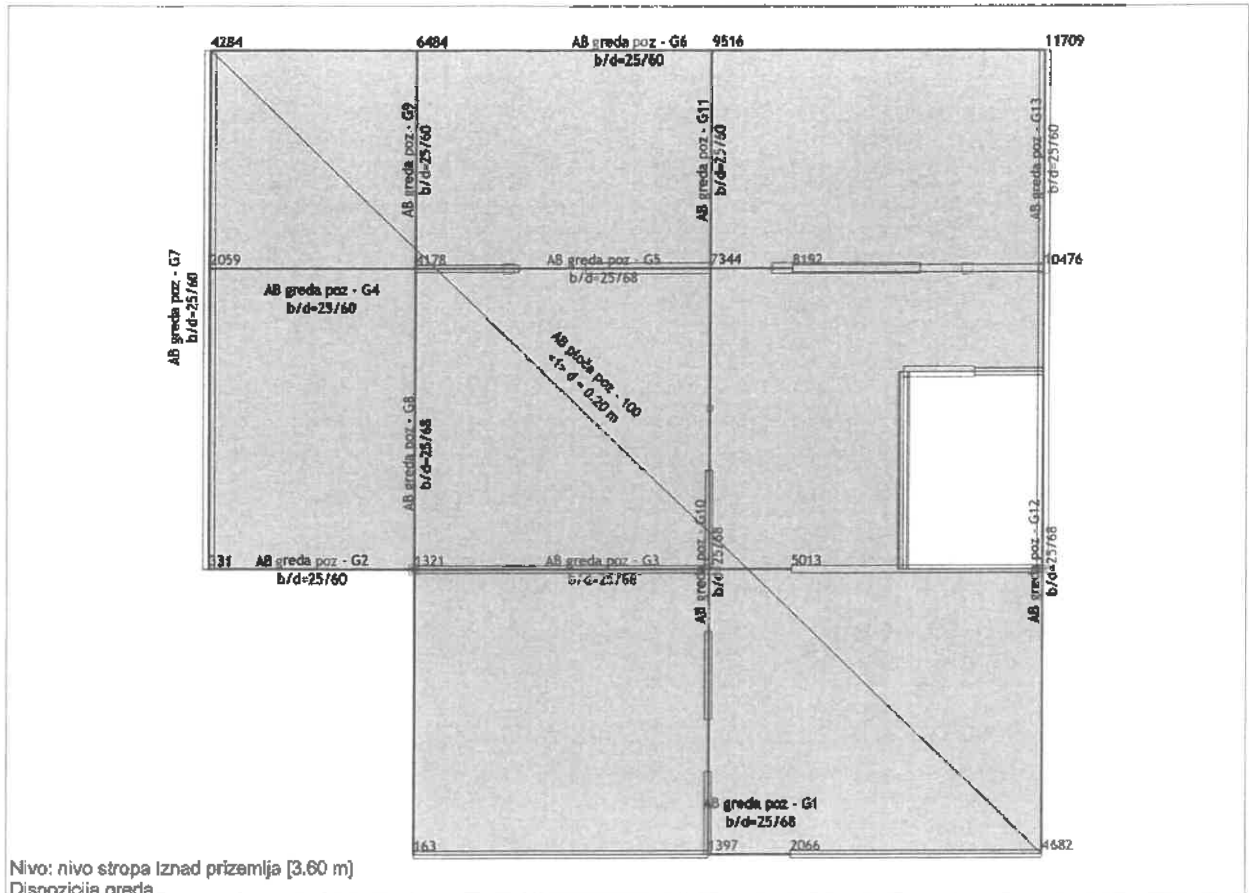 4284
6484
AB greda poz - G6
b/d=25/60
9516
11709
AB greda poz - G9
b/d=25/60
AB greda poz - G11
b/d=25/60
AB greda poz - G13
b/d=25/60
AB greda poz - G7
b/d=25/60
2059
4178
AB greda poz - G5
b/d=25/68
7344
8192
10476
AB greda poz - G4
b/d=25/60
AB ploča poz - 100
<1> d = 0.20 m
AB greda poz - G8
b/d=25/68
AB greda poz - G10
b/d=25/68
AB greda poz - G12
b/d=25/68
131
AB greda poz - G2
b/d=25/60
1321
AB greda poz - G3
b/d=25/68
5013
AB greda poz - G1
b/d=25/68
163
1397
2066
4682
Nivo: nivo stropa iznad prizemlja [3.60 m]
Dispozicija greda